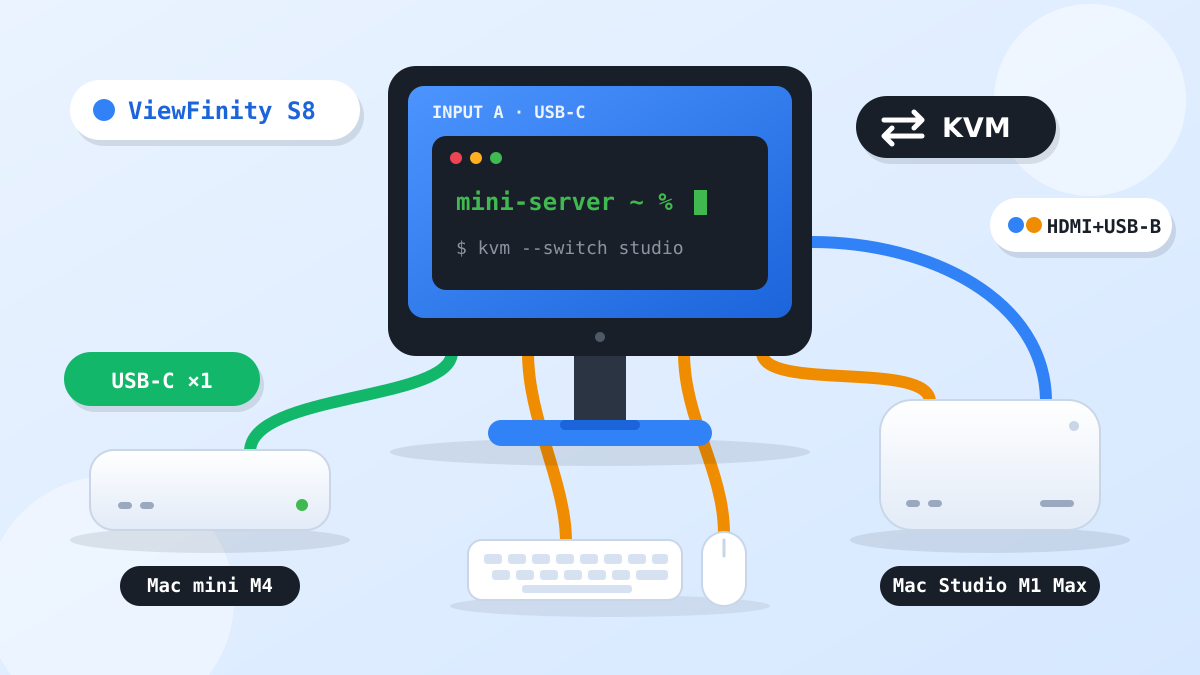 ViewFinity S8
INPUT A · USB-C
KVM
mini-server ~ %
HDMI+USB-B
$ kvm --switch studio
USB-C ×1
Mac mini M4
Mac Studio M1 Max